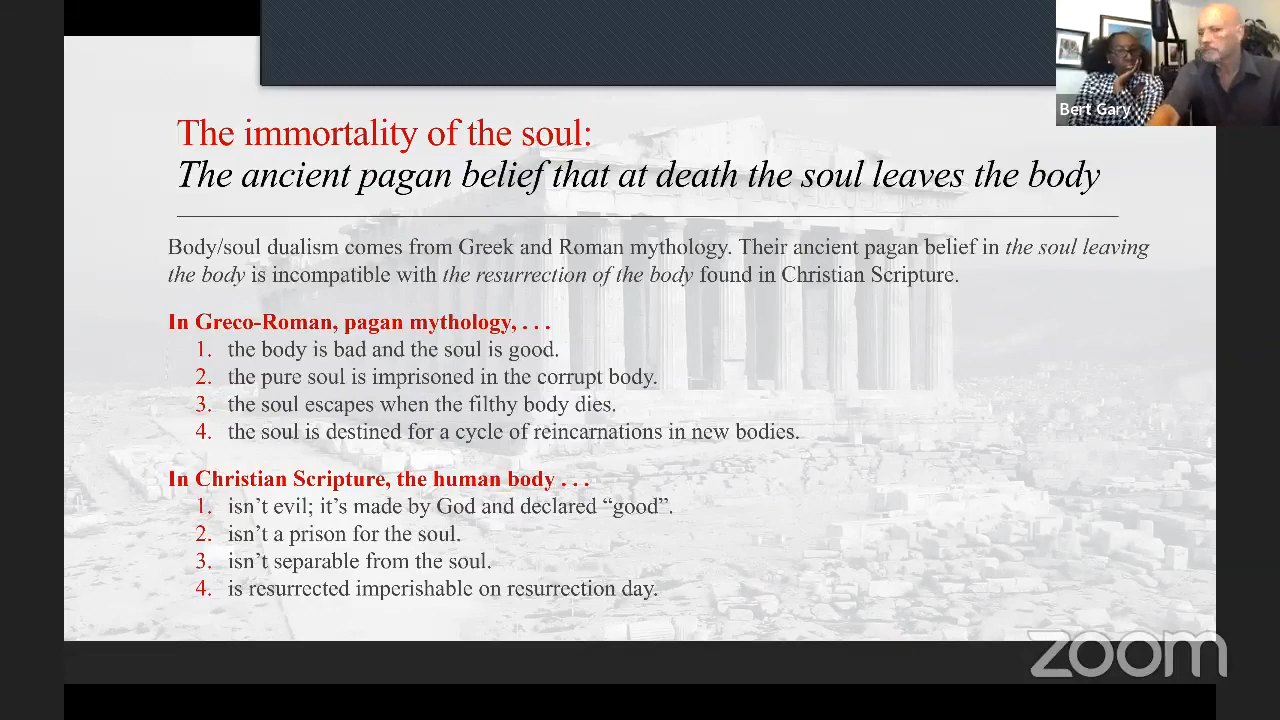 Bert Gary
The immortality of the soul:
The ancient pagan belief that at death the soul leaves the body
Body/soul dualism comes from Greek and Roman mythology. Their ancient pagan belief in the soul leaving
the body is incompatible with the resurrection of the body found in Christian Scripture.
In Greco-Roman, pagan mythology, . . .
1. the body is bad and the soul is good.
2. the pure soul is imprisoned in the corrupt body.
3. the soul escapes when the filthy body dies.
4. the soul is destined for a cycle of reincarnations in new bodies.
In Christian Scripture, the human body . . .
1. isn’t evil; it’s made by God and declared “good”.
2. isn’t a prison for the soul.
3. isn’t separable from the soul.
4. is resurrected imperishable on resurrection day.
zoom